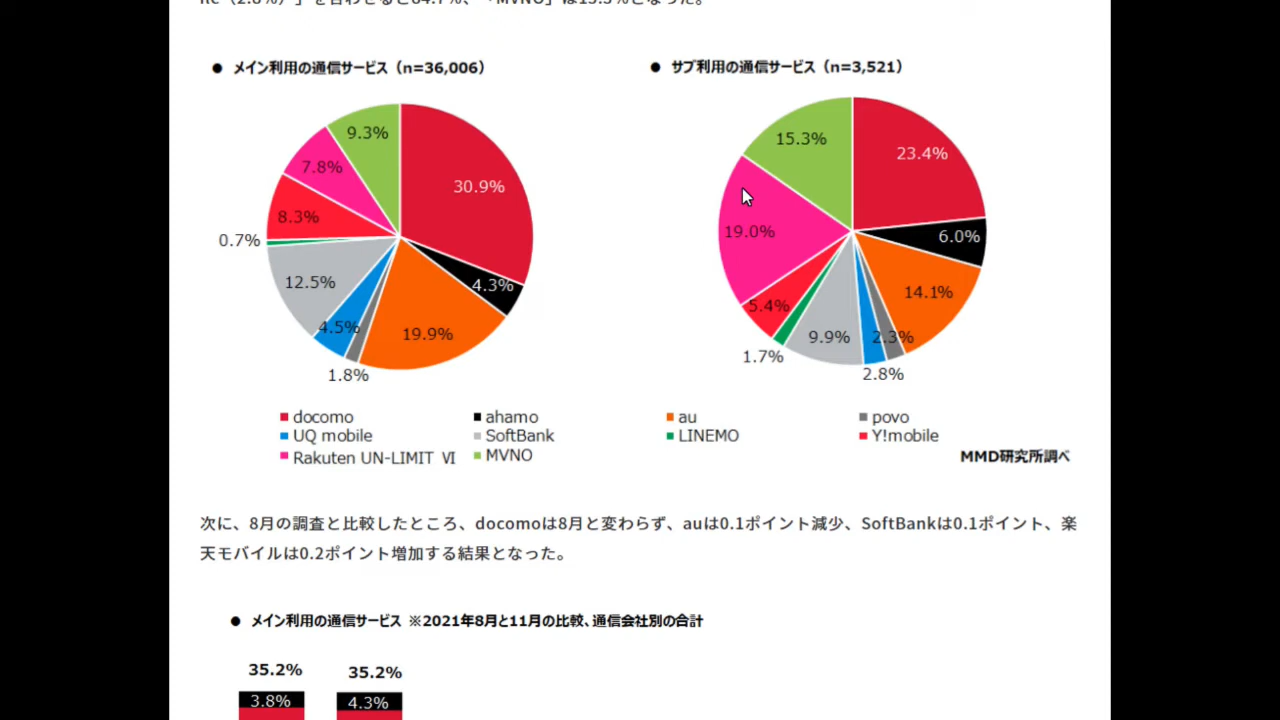 ● メイン利用の通信サービス（n=36,006）
● サブ利用の通信サービス（n=3,521）
9.3%
30.9%
7.8%
8.3%
0.7%
4.3%
12.5%
4.5%
19.9%
1.8%
15.3%
23.4%
19.0%
6.0%
14.1%
5.4%
9.9%
2.3%
1.7%
2.8%
docomo
ahamo
au
povo
UQ mobile
SoftBank
LINEMO
Y!mobile
Rakuten UN-LIMIT Ⅵ
MVNO
MMD研究所調べ
次に、8月の調査と比較したところ、docomoは8月と変わらず、auは0.1ポイント減少、SoftBankは0.1ポイント、楽
天モバイルは0.2ポイント増加する結果となった。
● メイン利用の通信サービス ※2021年8月と11月の比較、通信会社別の合計
35.2%
35.2%
3.8%
4.3%